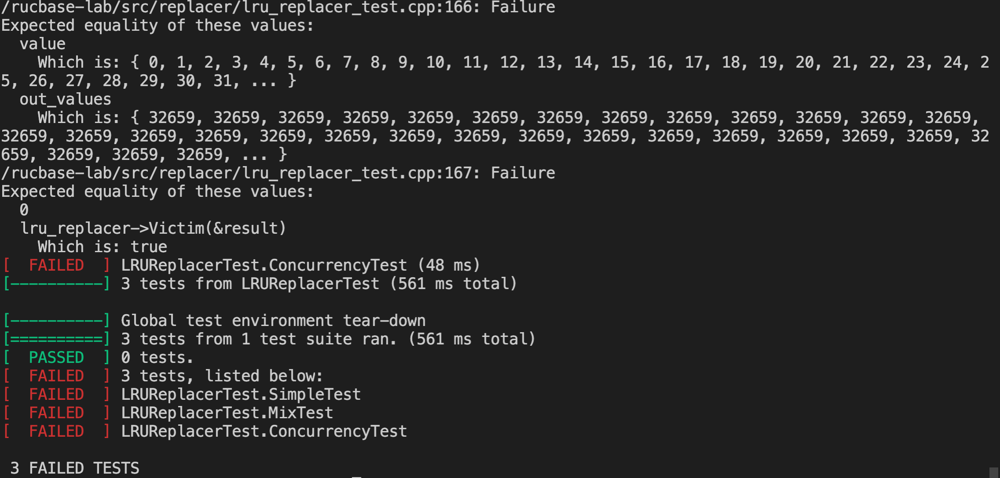 /rucbase-lab/src/replacer/lru_replacer_test.cpp:166: Failure
Expected equality of these values:
  value
    Which is: { 0, 1, 2, 3, 4, 5, 6, 7, 8, 9, 10, 11, 12, 13, 14, 15, 16, 17, 18, 19, 20, 21, 22, 23, 24, 2
5, 26, 27, 28, 29, 30, 31, ... }
  out_values
    Which is: { 32659, 32659, 32659, 32659, 32659, 32659, 32659, 32659, 32659, 32659, 32659, 32659, 32659,
32659, 32659, 32659, 32659, 32659, 32659, 32659, 32659, 32659, 32659, 32659, 32659, 32659, 32659, 32659, 32
659, 32659, 32659, 32659, ... }
/rucbase-lab/src/replacer/lru_replacer_test.cpp:167: Failure
Expected equality of these values:
  0
  lru_replacer->Victim(&result)
    Which is: true
[  FAILED  ] LRUReplacerTest.ConcurrencyTest (48 ms)
[----------] 3 tests from LRUReplacerTest (561 ms total)

[----------] Global test environment tear-down
[==========] 3 tests from 1 test suite ran. (561 ms total)
[  PASSED  ] 0 tests.
[  FAILED  ] 3 tests, listed below:
[  FAILED  ] LRUReplacerTest.SimpleTest
[  FAILED  ] LRUReplacerTest.MixTest
[  FAILED  ] LRUReplacerTest.ConcurrencyTest

 3 FAILED TESTS